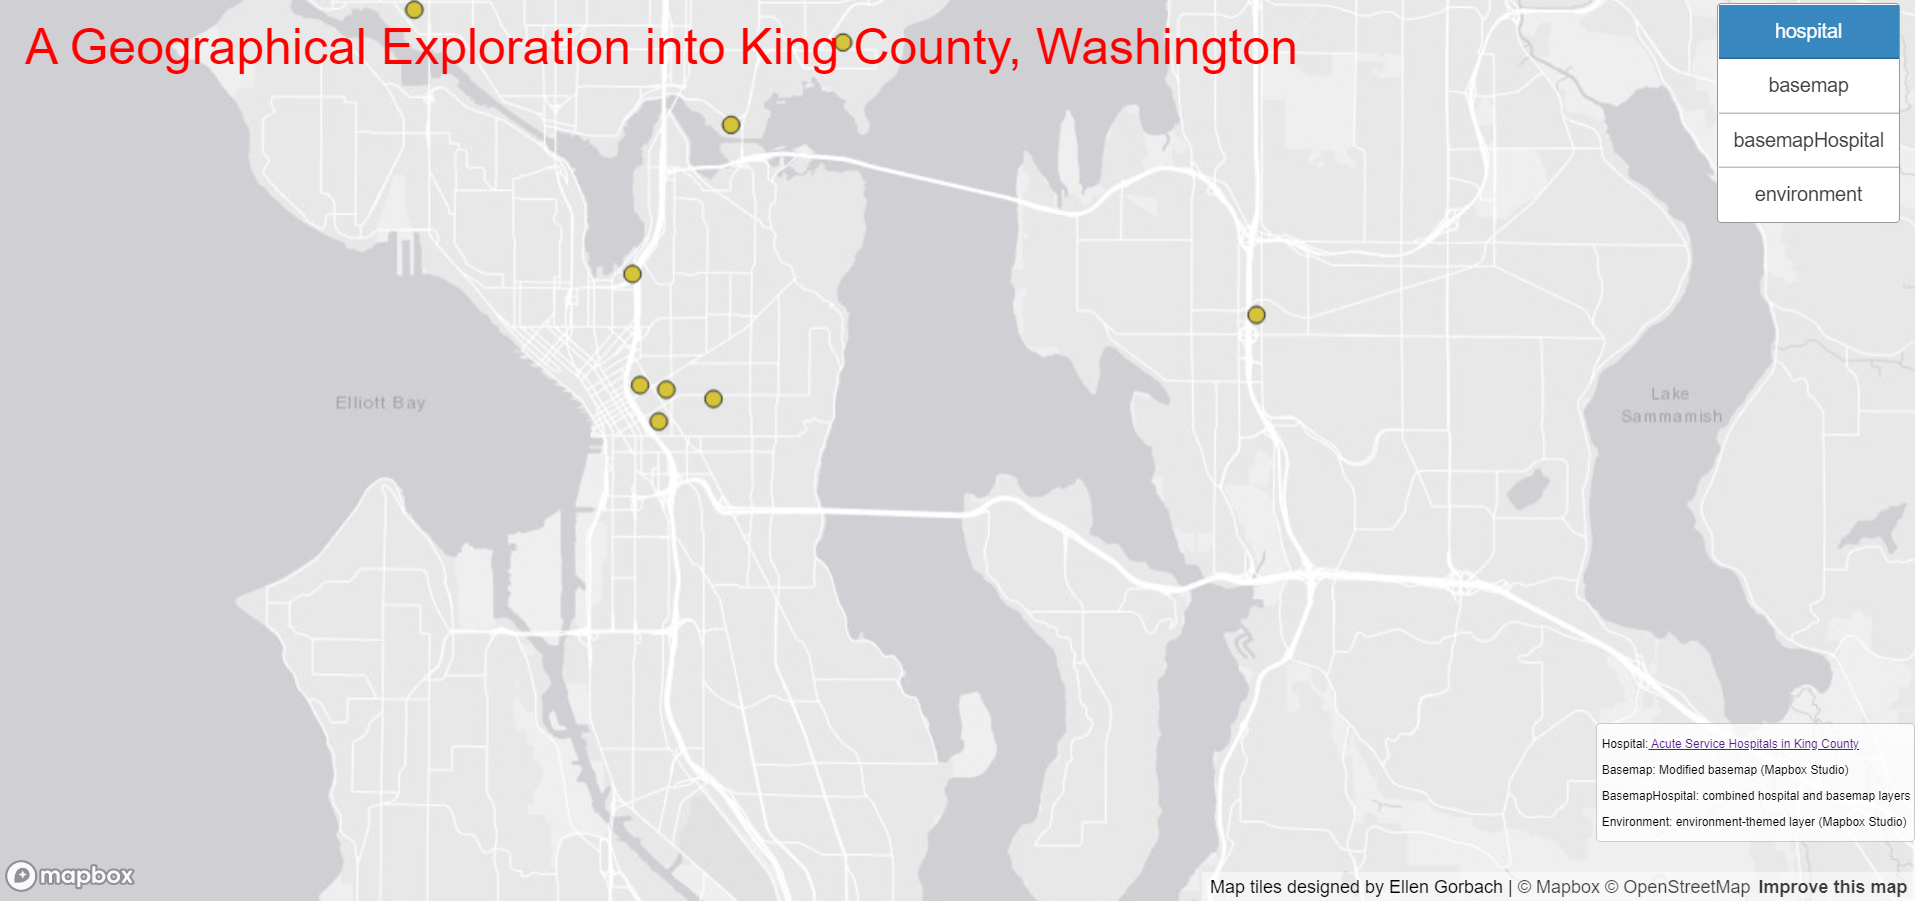 A Geographical Exploration into King County, Washington
hospital
basemap
basemapHospital
environment
Elliott Bay
Lake
Sammamish
Hospital: Acute Service Hospitals in King County
Basemap: Modified basemap (Mapbox Studio)
BasemapHospital: combined hospital and basemap layers
Environment: environment-themed layer (Mapbox Studio)
mapbox
Map tiles designed by Ellen Gorbach | © Mapbox © OpenStreetMap Improve this map